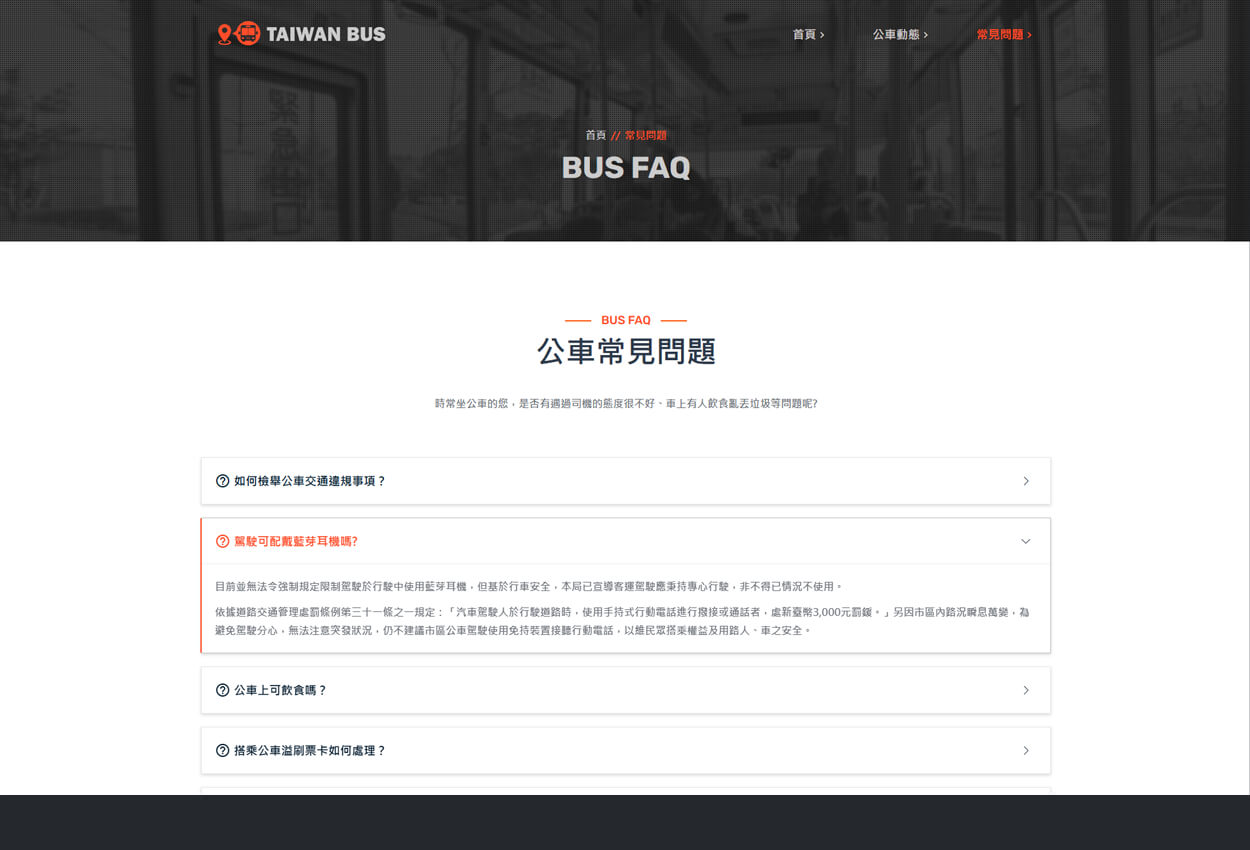 TAIWAN BUS
首頁 ›
公車動態 ›
常見問題 ›
首頁 // 常見問題
BUS FAQ
BUS FAQ
公車常見問題
時常坐公車的您，是否有遇過司機的態度很不好、車上有人飲食亂丟垃圾等問題呢?
如何檢舉公車交通違規事項？
駕駛可配戴藍芽耳機嗎?
目前並無法令強制規定限制駕駛於行駛中使用藍芽耳機，但基於行車安全，本局已宣導客運駕駛應秉持專心行駛，非不得已情況不使用。
依據道路交通管理處罰條例第三十一條之一規定：「汽車駕駛人於行駛道路時，使用手持式行動電話進行撥接或通話者，處新臺幣3,000元罰鍰。」另因市區內路況瞬息萬變，為
避免駕駛分心，無法注意突發狀況，仍不建議市區公車駕駛使用免持裝置接聽行動電話，以維民眾搭乘權益及用路人、車之安全。
公車上可飲食嗎？
搭乘公車溢刷票卡如何處理？